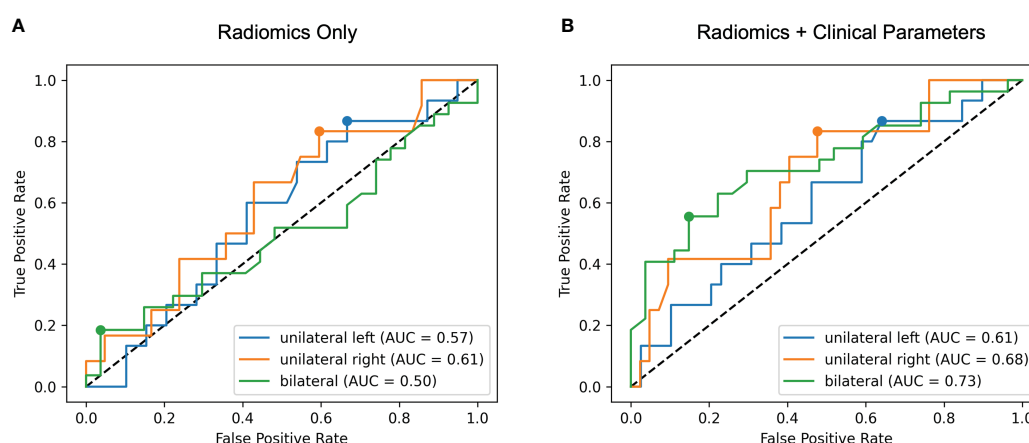 A
Radiomics Only
1.0
0.8
0.6
0.4
0.2
0.0
True Positive Rate
unilateral left (AUC = 0.57)
unilateral right (AUC = 0.61)
bilateral (AUC = 0.50)
0.0 0.2 0.4 0.6 0.8 1.0
False Positive Rate
B
Radiomics + Clinical Parameters
1.0
0.8
0.6
0.4
0.2
0.0
True Positive Rate
unilateral left (AUC = 0.61)
unilateral right (AUC = 0.68)
bilateral (AUC = 0.73)
0.0 0.2 0.4 0.6 0.8 1.0
False Positive Rate